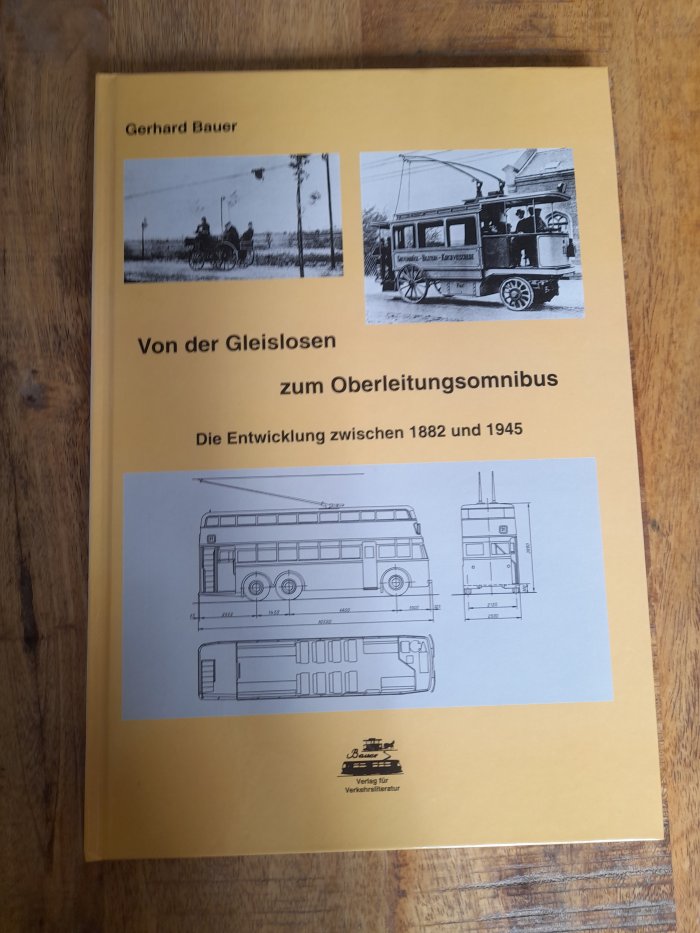 Gerhard Bauer
Von der Gleislosen
zum Oberleitungsomnibus
Die Entwicklung zwischen 1882 und 1945
Bauer
Verlag für
Verkehrsliteratur